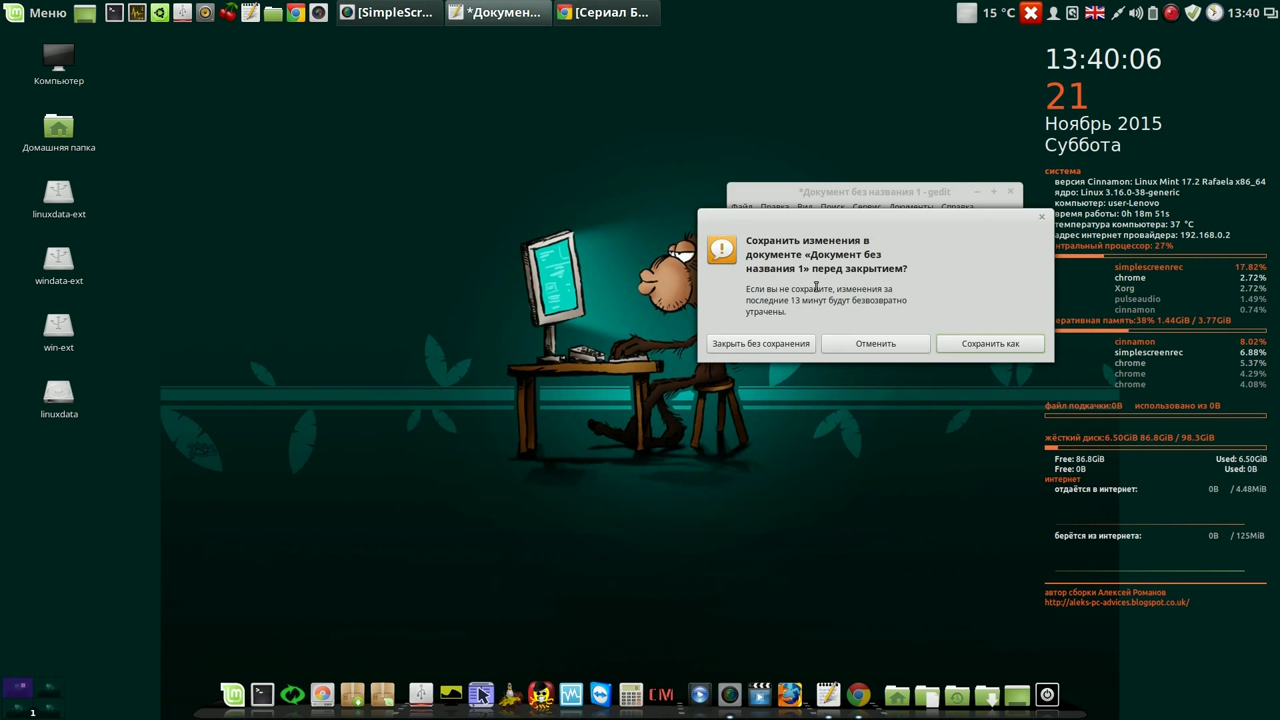 Меню
[SimpleScr...
*Докумен...
[Сериал Б...
15 °C
13:40
Компьютер
Домашняя папка
linuxdata-ext
windata-ext
win-ext
linuxdata
*Документ без названия 1 - gedit
Файл Правка Вид Поиск Сервис Документы Справка
Сохранить изменения в
документе «Документ без
названия 1» перед закрытием?
Если вы не сохраните, изменения за
последние 13 минут будут безвозвратно
утрачены.
Закрыть без сохранения
Отменить
Сохранить как
13:40:06
21
Ноябрь 2015
Суббота
система
версия Cinnamon: Linux Mint 17.2 Rafaela x86_64
ядро: Linux 3.16.0-38-generic
компьютер: user-Lenovo
время работы: 0h 18m 51s
температура компьютера: 37 °C
адрес интернет провайдера: 192.168.0.2
нтральный процессор: 27%
simplescreenrec 17.82%
chrome 2.72%
Xorg 2.72%
pulseaudio 1.49%
cinnamon 0.74%
еративная память:38% 1.44GiB / 3.77GiB
cinnamon 8.02%
simplescreenrec 6.88%
chrome 5.37%
chrome 4.29%
chrome 4.08%
файл подкачки:0B использовано из 0B
жёсткий диск:6.50GiB 86.8GiB / 98.3GiB
Free: 86.8GiB Used: 6.50GiB
Free: 0B Used: 0B
интернет
отдаётся в интернет: 0B / 4.48MiB
берётся из интернета: 0B / 125MiB
автор сборки Алексей Романов
http://aleks-pc-advices.blogspot.co.uk/
CM
1